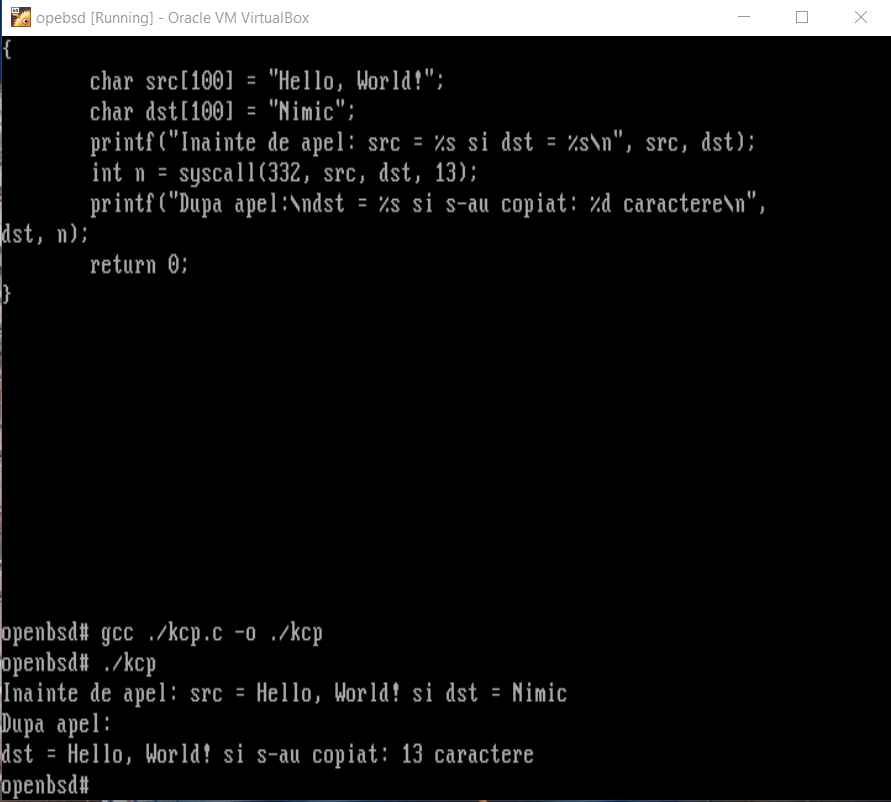 opebsd [Running] - Oracle VM VirtualBox
{
        char src[100] = "Hello, World!";
        char dst[100] = "Nimic";
        printf("Inainte de apel: src = %s si dst = %s\n", src, dst);
        int n = syscall(332, src, dst, 13);
        printf("Dupa apel:\ndst = %s si s-au copiat: %d caractere\n",
dst, n);
        return 0;
}
openbsd# gcc ./kcp.c -o ./kcp
openbsd# ./kcp
Inainte de apel: src = Hello, World! si dst = Nimic
Dupa apel:
dst = Hello, World! si s-au copiat: 13 caractere
openbsd#